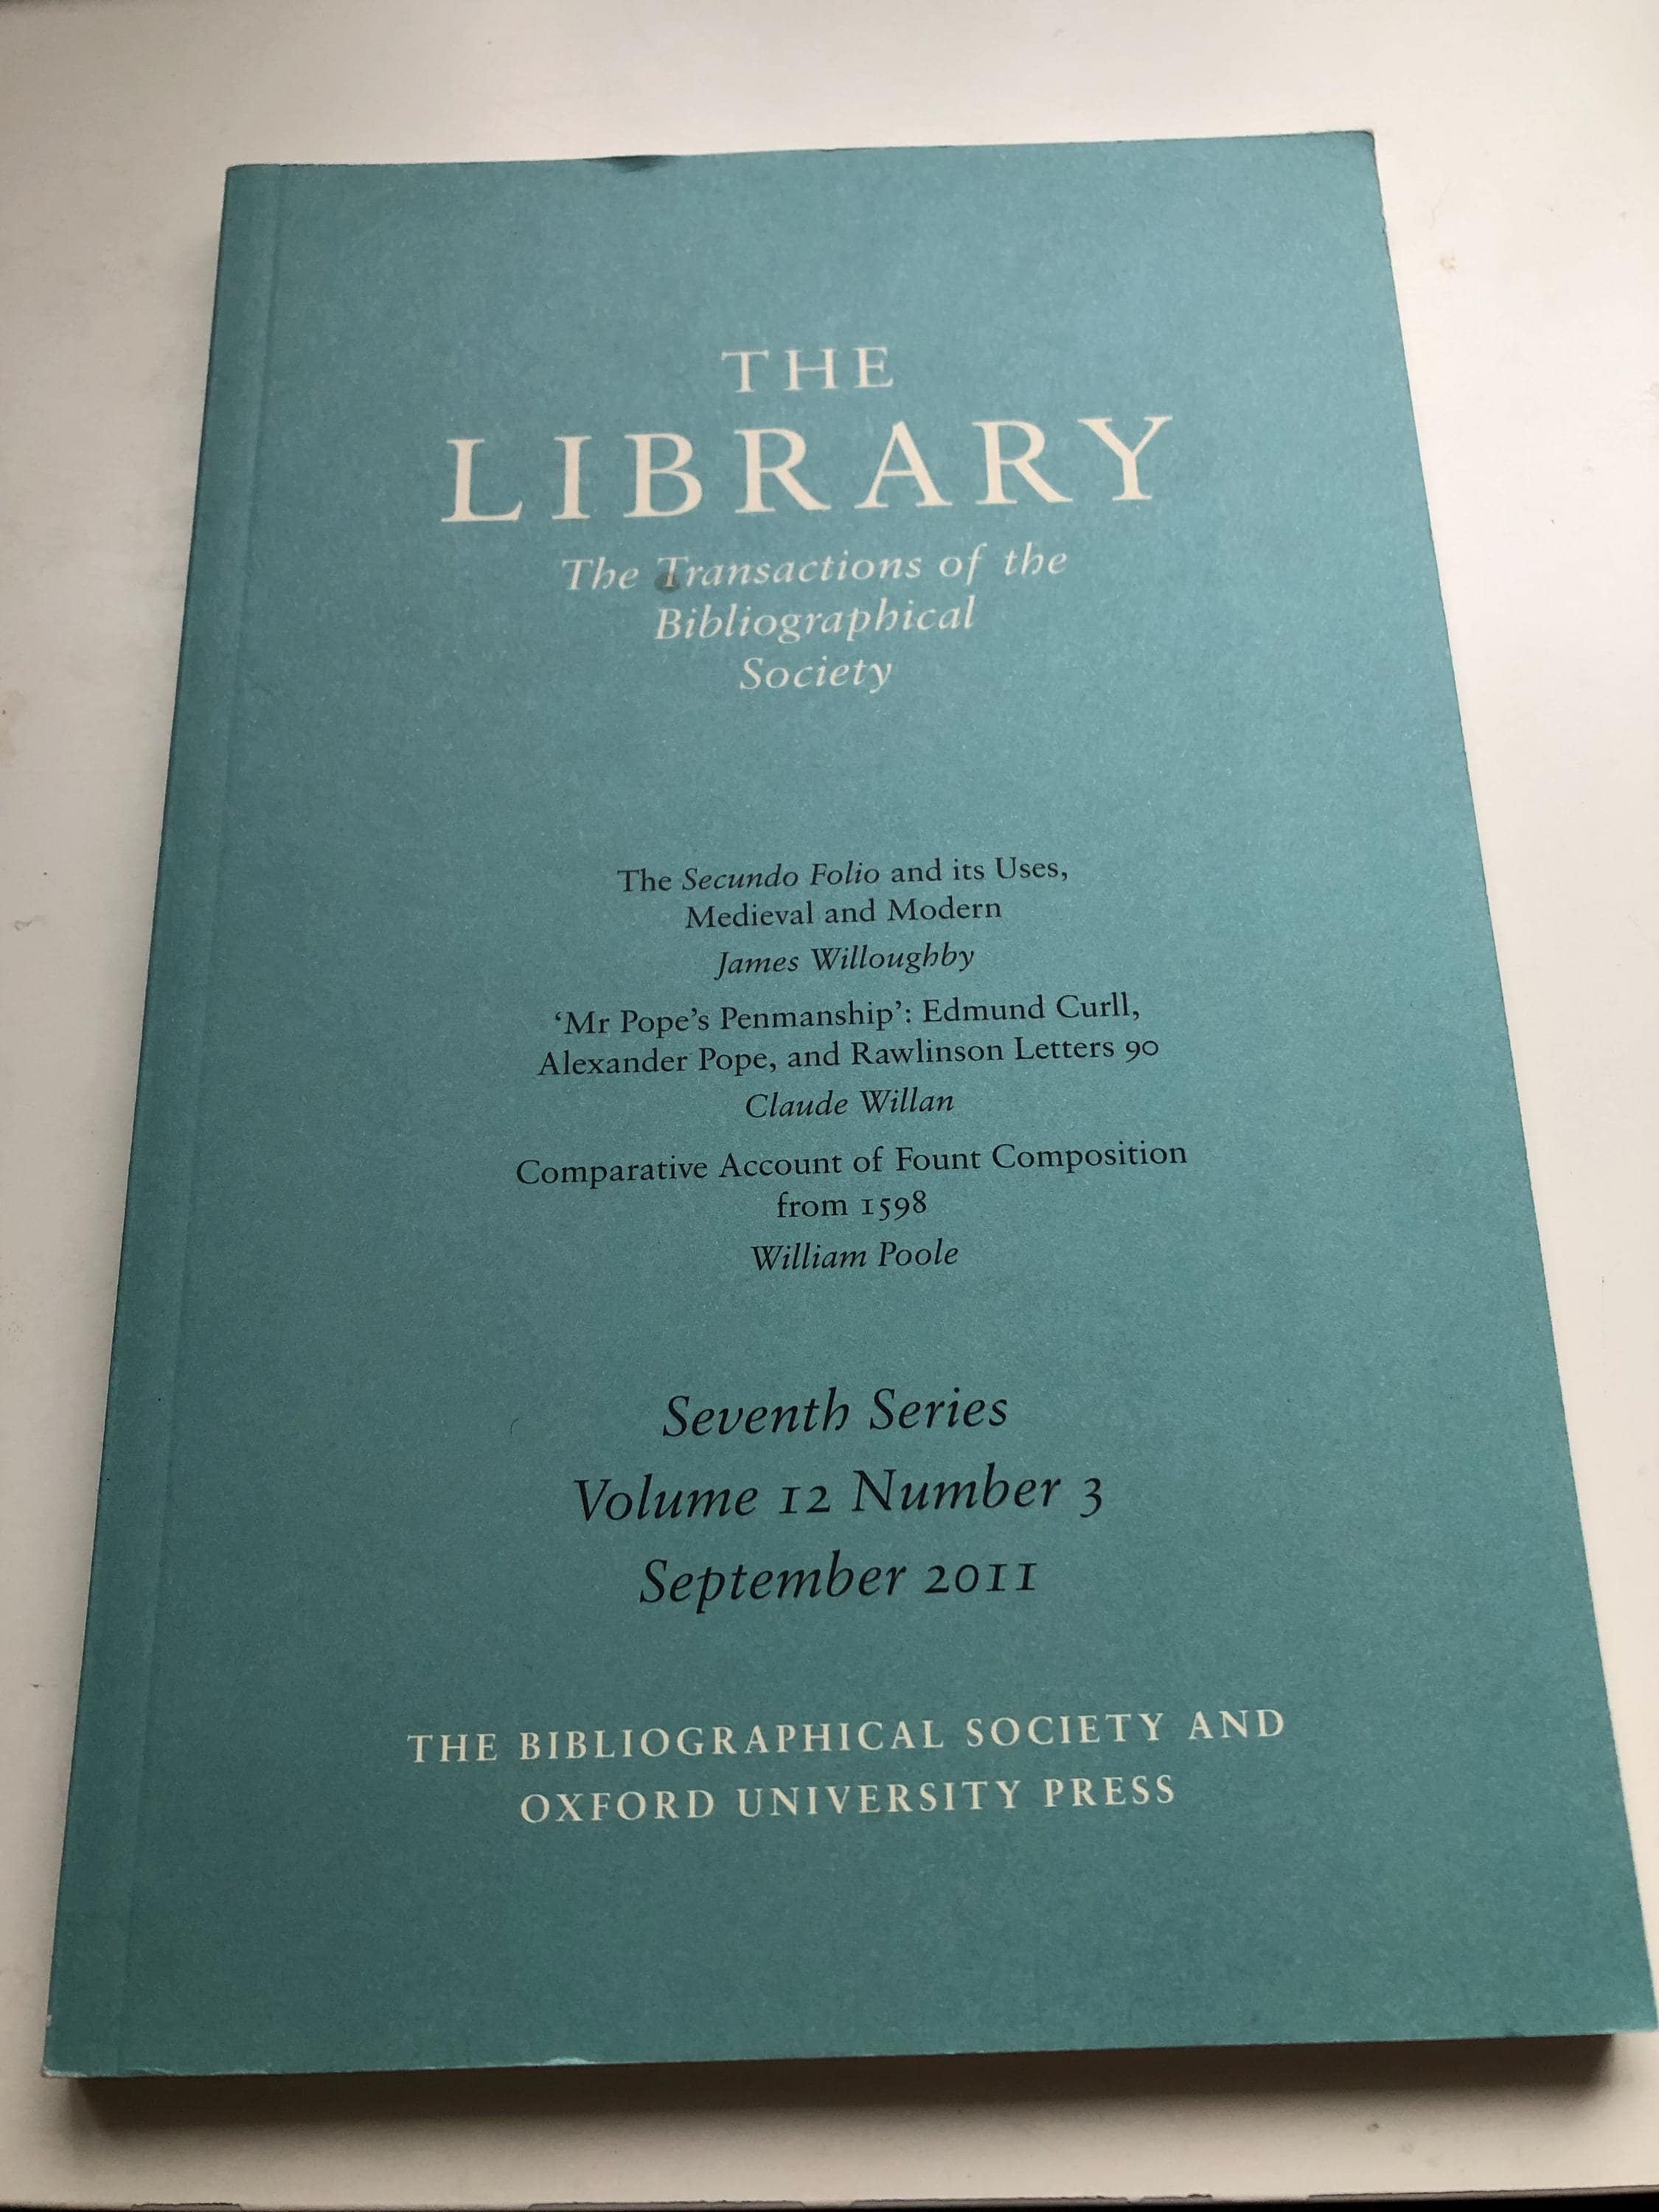 THE
LIBRARY
The Transactions of the
Bibliographical
Society
The Secundo Folio and its Uses,
Medieval and Modern
James Willoughby
‘Mr Pope’s Penmanship’: Edmund Curll,
Alexander Pope, and Rawlinson Letters 90
Claude Willan
Comparative Account of Fount Composition
from 1598
William Poole
Seventh Series
Volume 12 Number 3
September 2011
THE BIBLIOGRAPHICAL SOCIETY AND
OXFORD UNIVERSITY PRESS